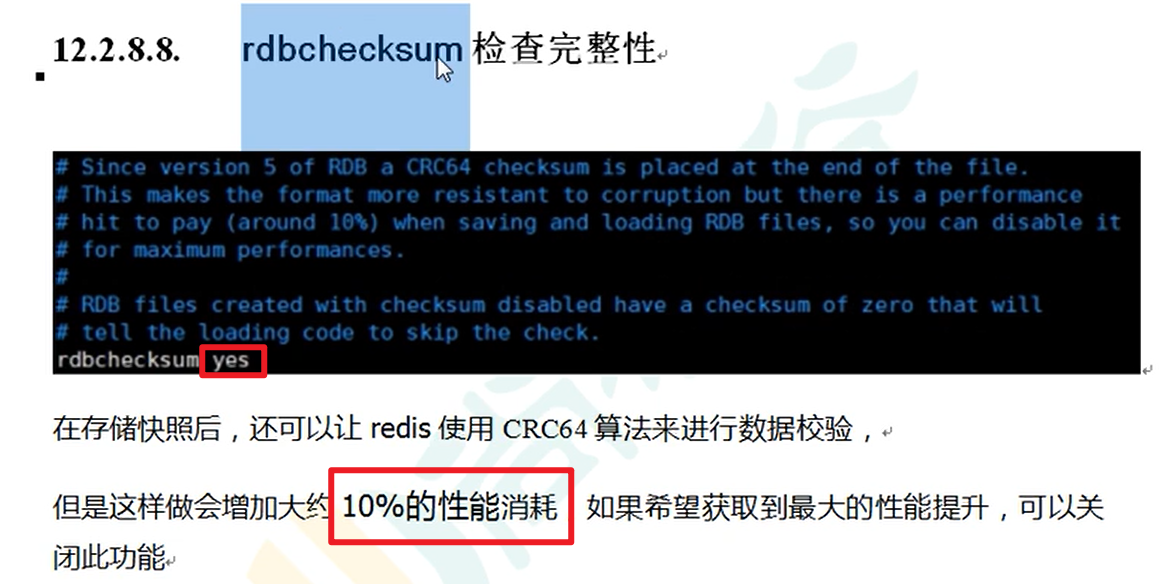 12.2.8.8. rdbchecksum 检查完整性
# Since version 5 of RDB a CRC64 checksum is placed at the end of the file.
# This makes the format more resistant to corruption but there is a performance
# hit to pay (around 10%) when saving and loading RDB files, so you can disable it
# for maximum performances.
#
# RDB files created with checksum disabled have a checksum of zero that will
# tell the loading code to skip the check.
rdbchecksum yes
在存储快照后，还可以让 redis 使用 CRC64 算法来进行数据校验，
但是这样做会增加大约 10%的性能消耗 如果希望获取到最大的性能提升，可以关
闭此功能